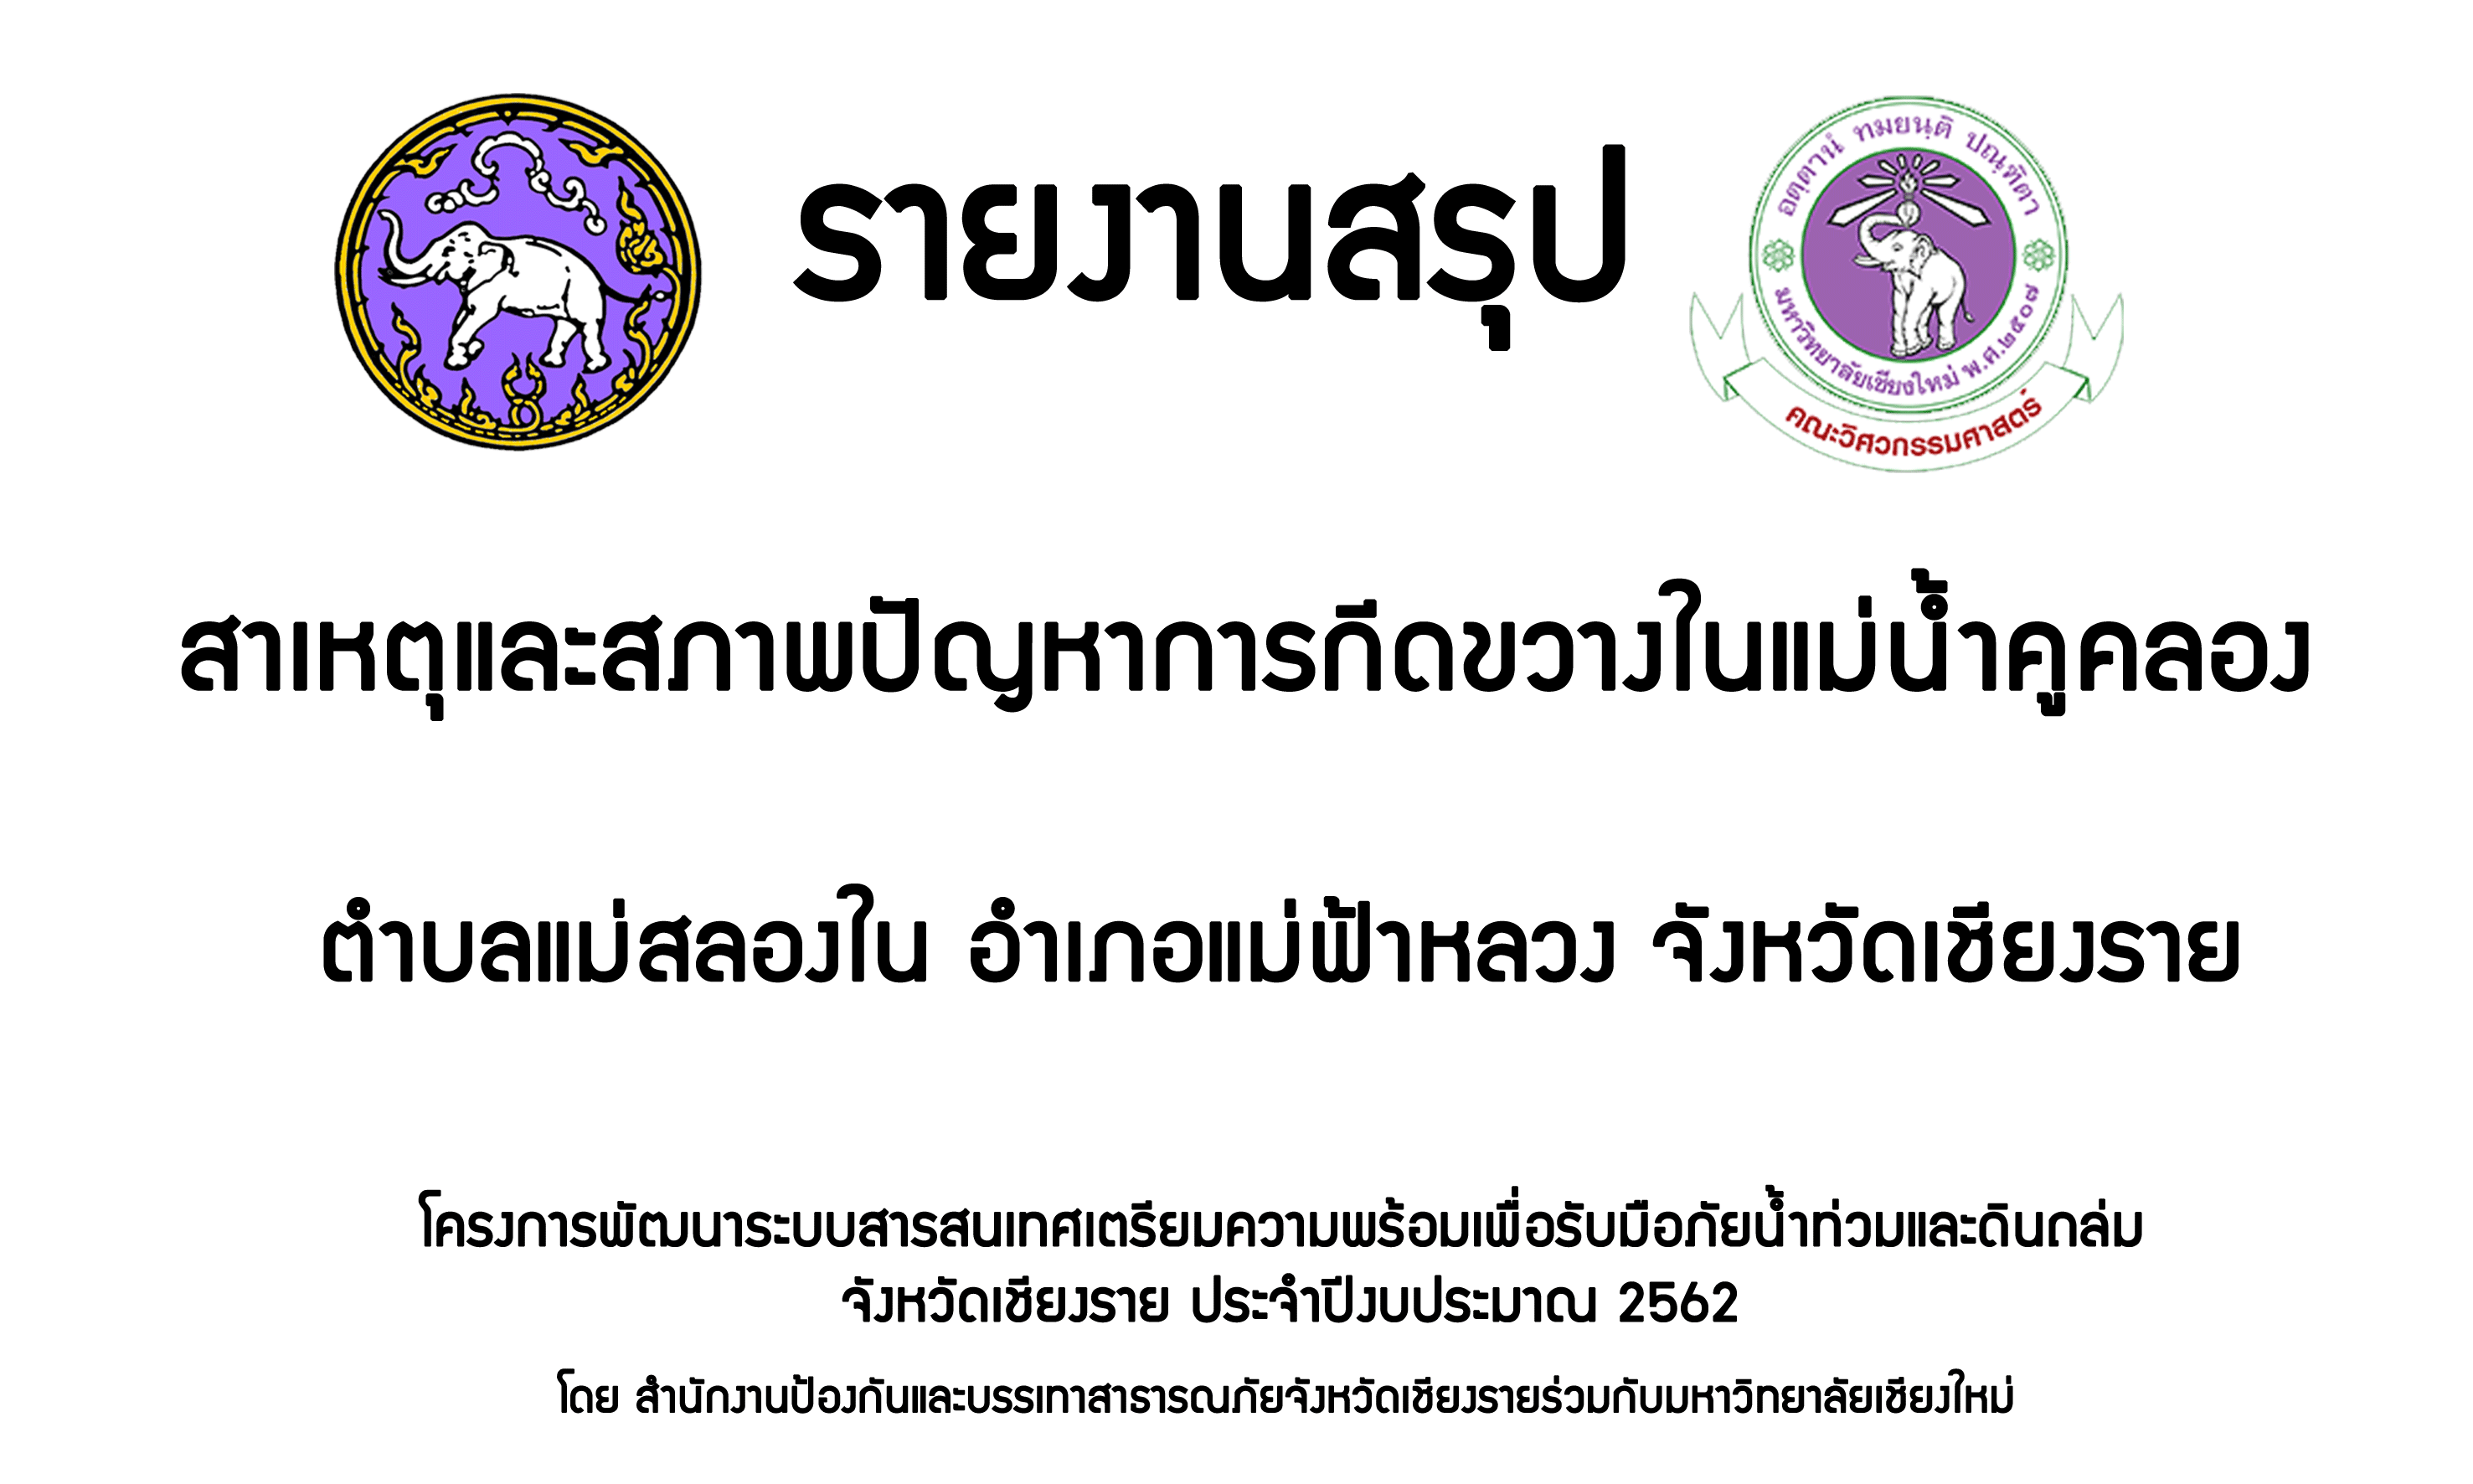 รายงานสรุป
อตฺตานํ ทมยนฺติ ปณฺฑิตา
มหาวิทยาลัยเชียงใหม่ พ.ศ.๒๕๐๗
คณะวิศวกรรมศาสตร์
สาเหตุและสภาพปัญหาการกีดขวางในแม่น้ำคูคลอง
ตำบลแม่สลองใน อำเภอแม่ฟ้าหลวง จังหวัดเชียงราย
โครงการพัฒนาระบบสารสนเทศเตรียมความพร้อมเพื่อรับมือภัยน้ำท่วมและดินถล่ม
จังหวัดเชียงราย ประจำปีงบประมาณ 2562
โดย สำนักงานป้องกันและบรรเทาสาธารณภัยจังหวัดเชียงรายร่วมกับมหาวิทยาลัยเชียงใหม่